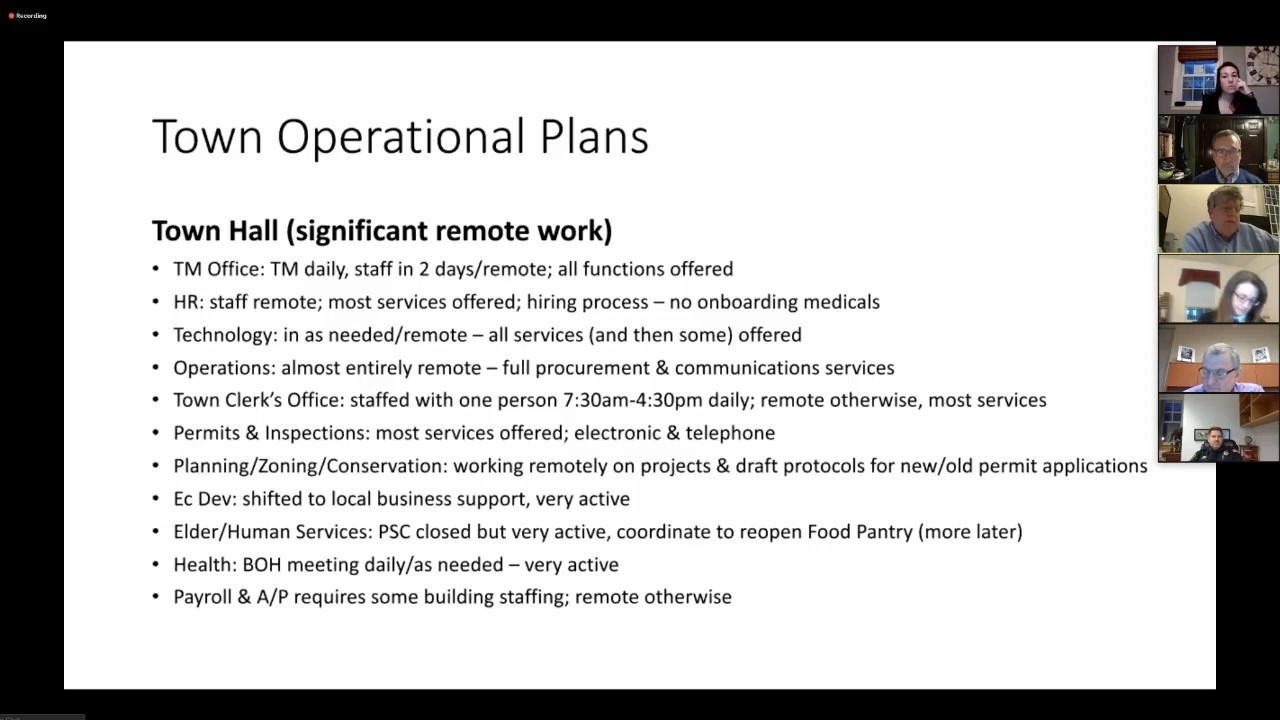 Recording
Town Operational Plans
Town Hall (significant remote work)
• TM Office: TM daily, staff in 2 days/remote; all functions offered
• HR: staff remote; most services offered; hiring process – no onboarding medicals
• Technology: in as needed/remote – all services (and then some) offered
• Operations: almost entirely remote – full procurement & communications services
• Town Clerk’s Office: staffed with one person 7:30am-4:30pm daily; remote otherwise, most services
• Permits & Inspections: most services offered; electronic & telephone
• Planning/Zoning/Conservation: working remotely on projects & draft protocols for new/old permit applications
• Ec Dev: shifted to local business support, very active
• Elder/Human Services: PSC closed but very active, coordinate to reopen Food Pantry (more later)
• Health: BOH meeting daily/as needed – very active
• Payroll & A/P requires some building staffing; remote otherwise